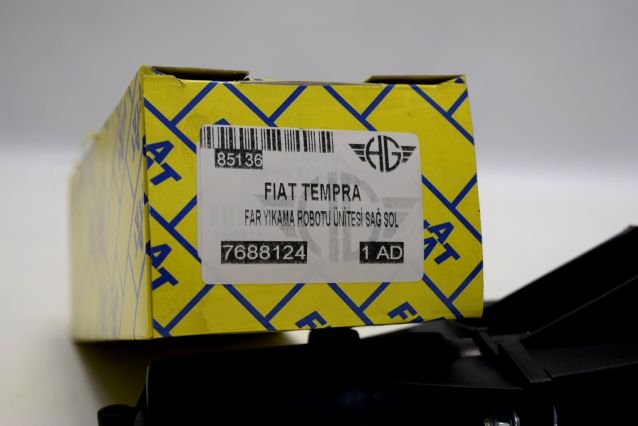 85136
HG
FIAT TEMPRA
FAR YIKAMA ROBOTU ÜNİTESİ SAĞ SOL
7688124
1 AD